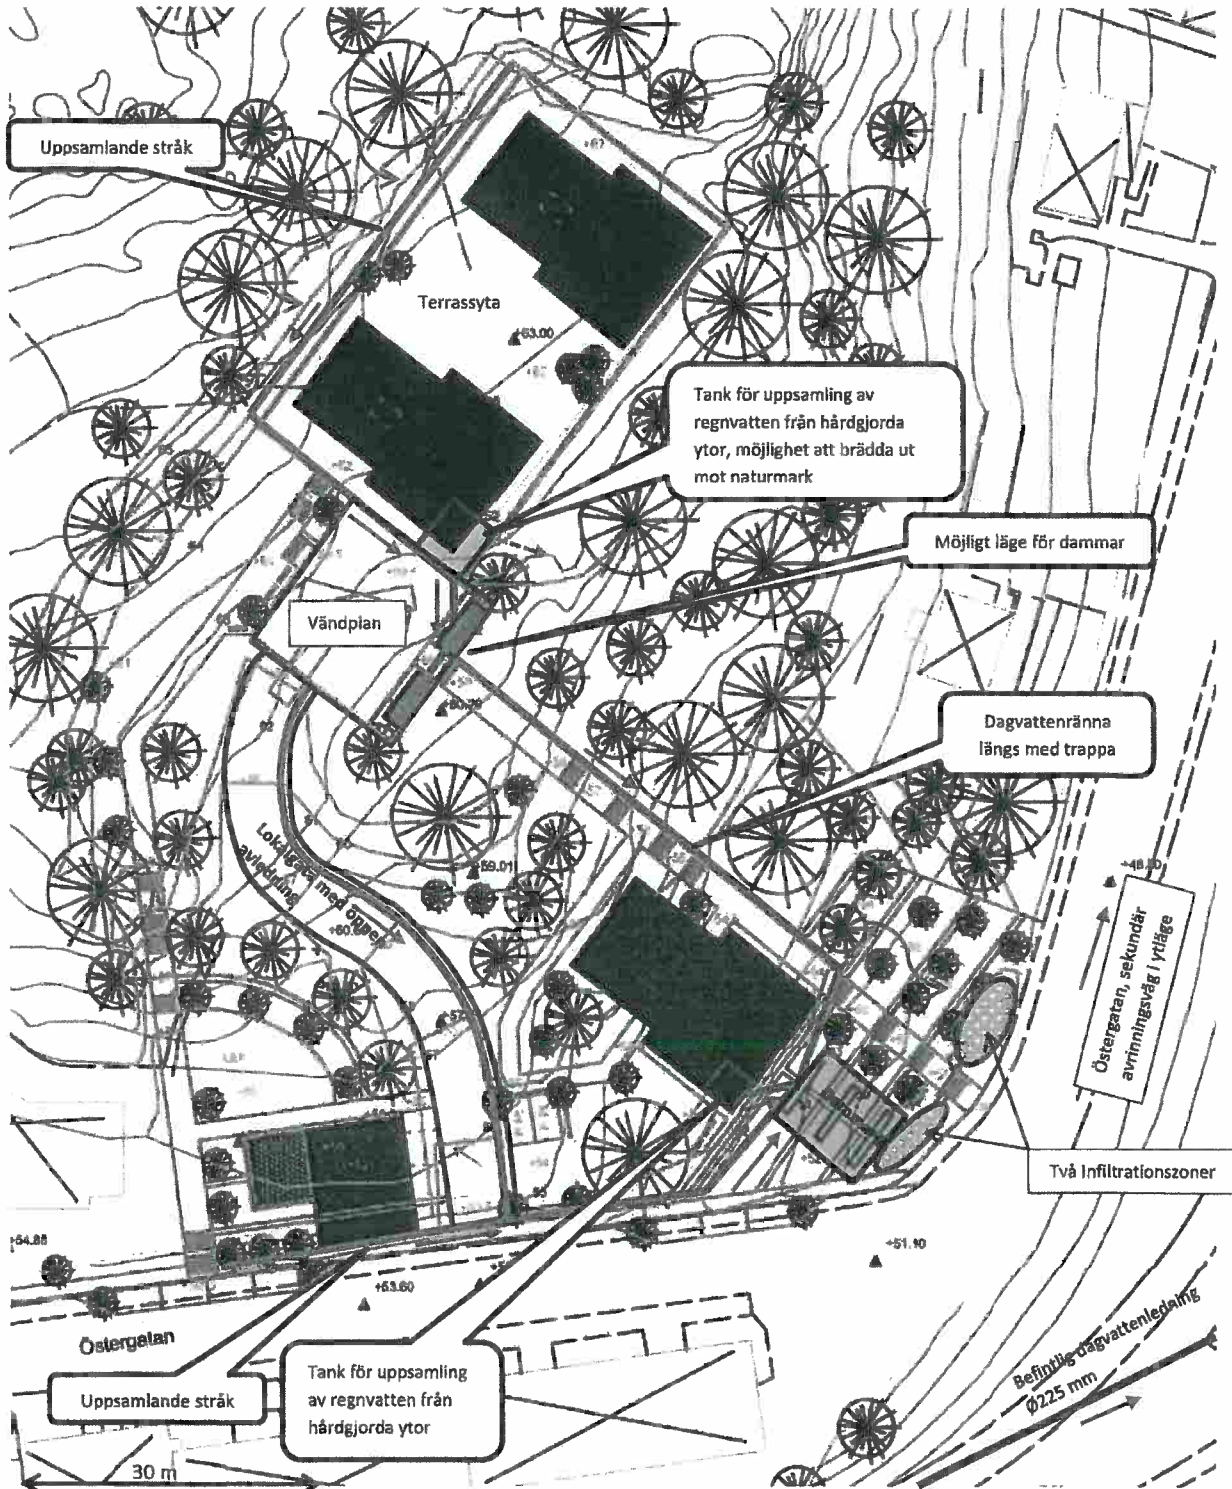 Uppsamlande stråk
+62
Terrassyta
+63.00
Tank för uppsamling av
regnvatten från hårdgjorda
ytor, möjlighet att brädda ut
mot naturmark
Möjligt läge för dammar
Vändplan
Dagvattenränna
längs med trappa
Lokalgata med öppen
avledning
+59.01
Östergatan, sekundär
avrinningsväg i ytläge
Två Infiltrationszoner
+54.88
+53.60
+51.10
Östergatan
Uppsamlande stråk
Tank för uppsamling
av regnvatten från
hårdgjorda ytor
Befintlig dagvattenledning
Ø225 mm
30 m